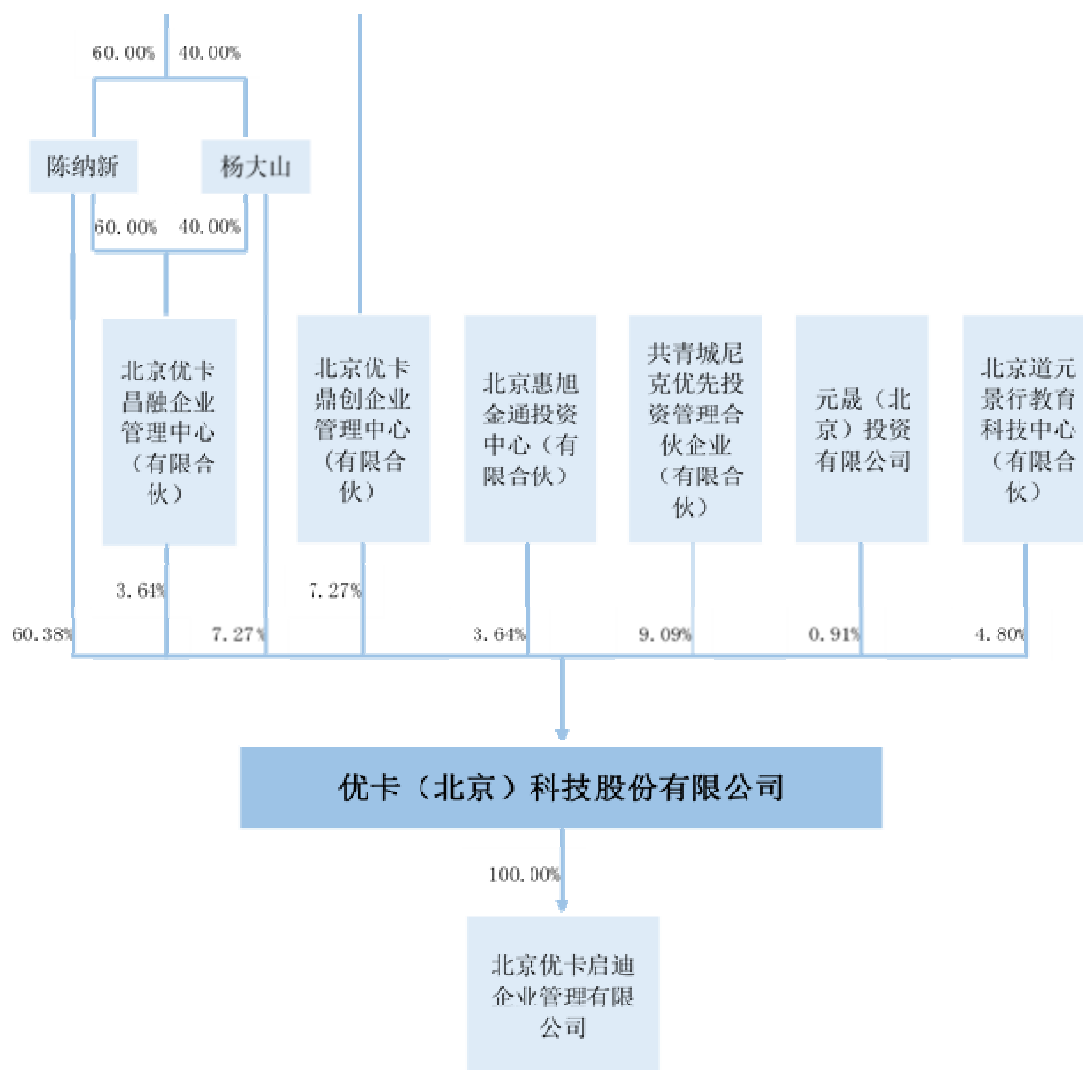 60.00% 40.00%
陈纳新 杨大山
60.00% 40.00%
北京优卡
昌融企业
管理中心
（有限合
伙）
北京优卡
鼎创企业
管理中心
(有限合
伙）
北京惠旭
金通投资
中心（有
限合伙）
共青城尼
克优先投
资管理合
伙企业
（有限合
伙）
元晟（北
京）投资
有限公司
北京道元
景行教育
科技中心
（有限合
伙）
3.64% 7.27%
60.38% 7.27% 3.64% 9.09% 0.91% 4.80%
优卡（北京）科技股份有限公司
100.00%
北京优卡启迪
企业管理有限
公司